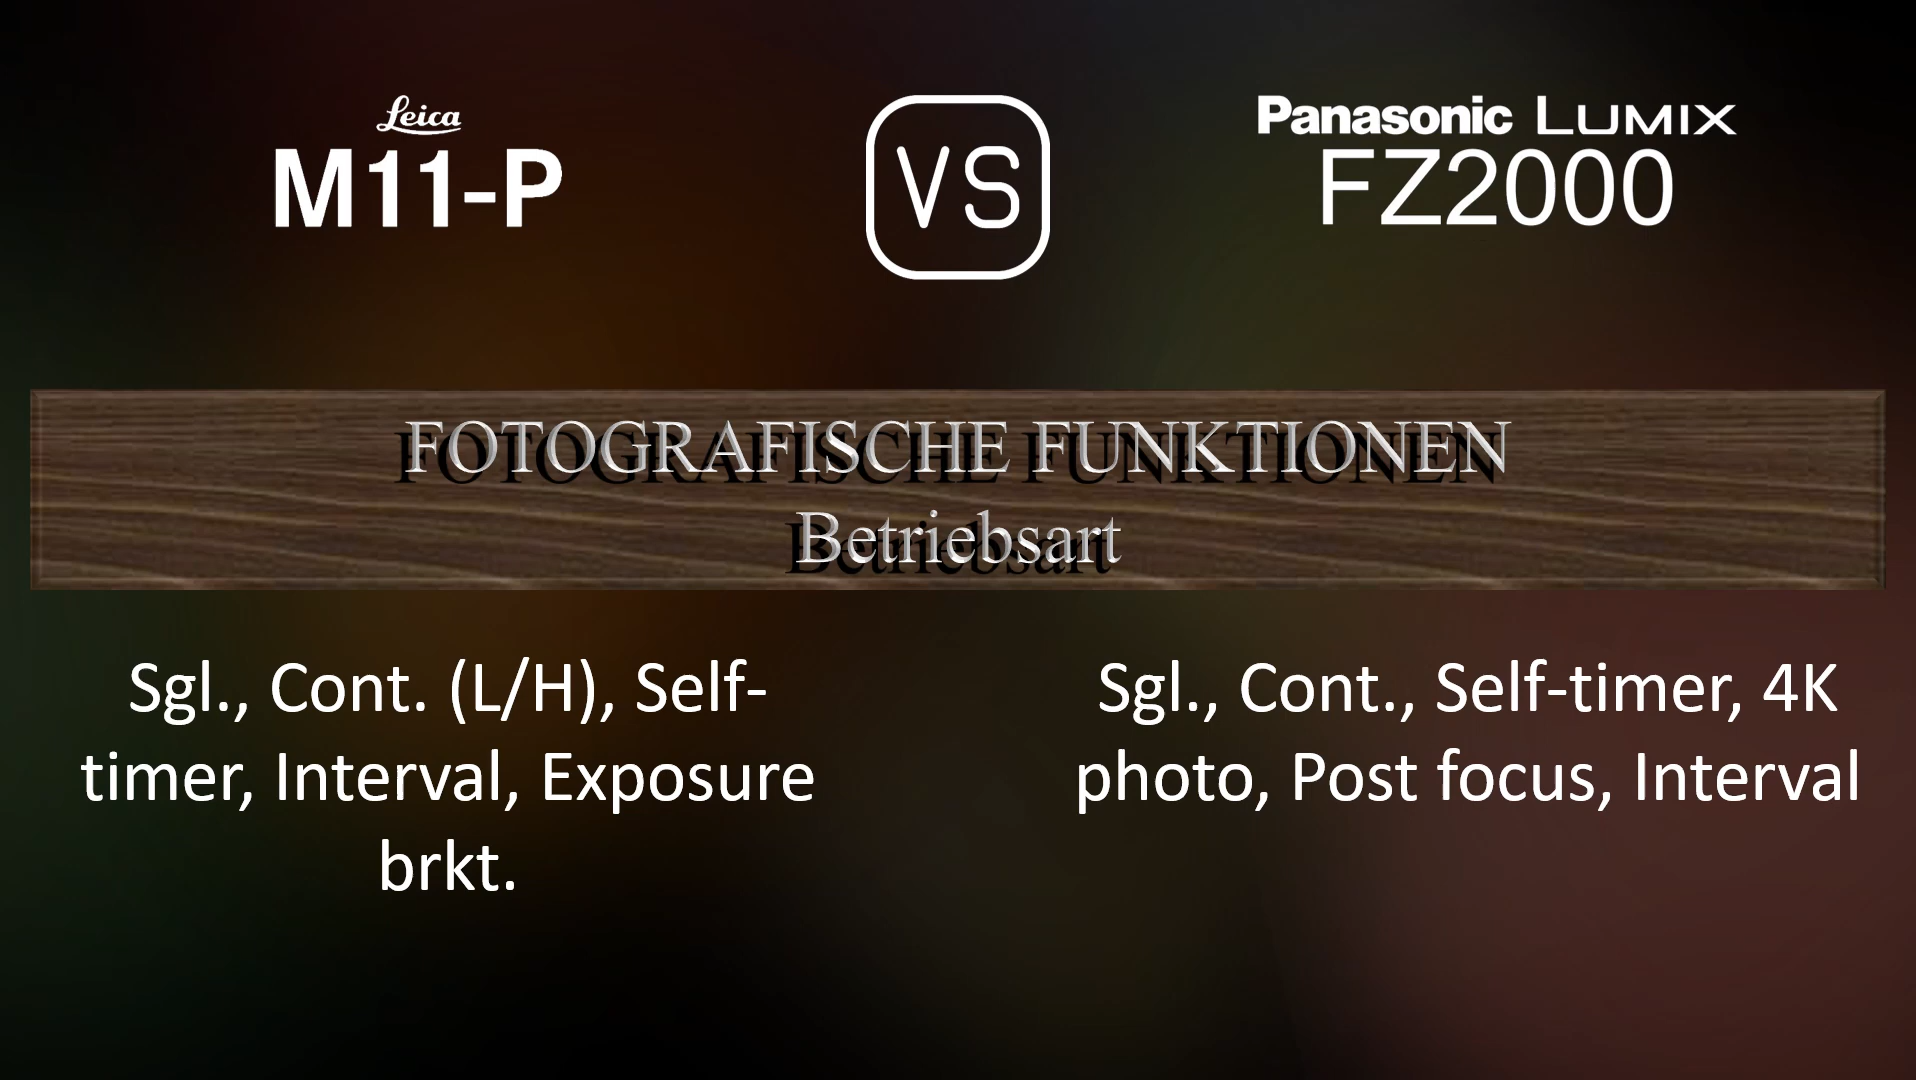 Leica
M11-P
VS
Panasonic LUMIX
FZ2000
FOTOGRAFISCHE FUNKTIONEN
Betriebsart
Sgl., Cont. (L/H), Self-
timer, Interval, Exposure
brkt.
Sgl., Cont., Self-timer, 4K
photo, Post focus, Interval